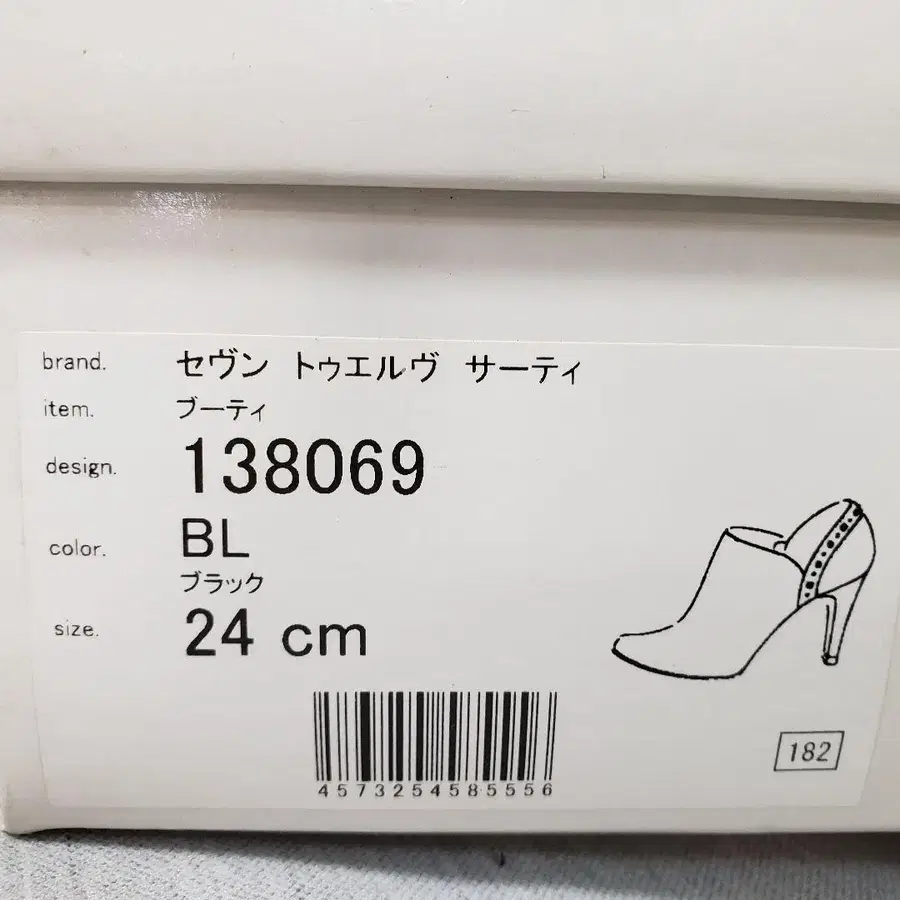 brand. セヴン トゥエルヴ サーティ
item. ブーティ
design. 138069
color. BL
ブラック
size. 24 cm
4573254585556
182